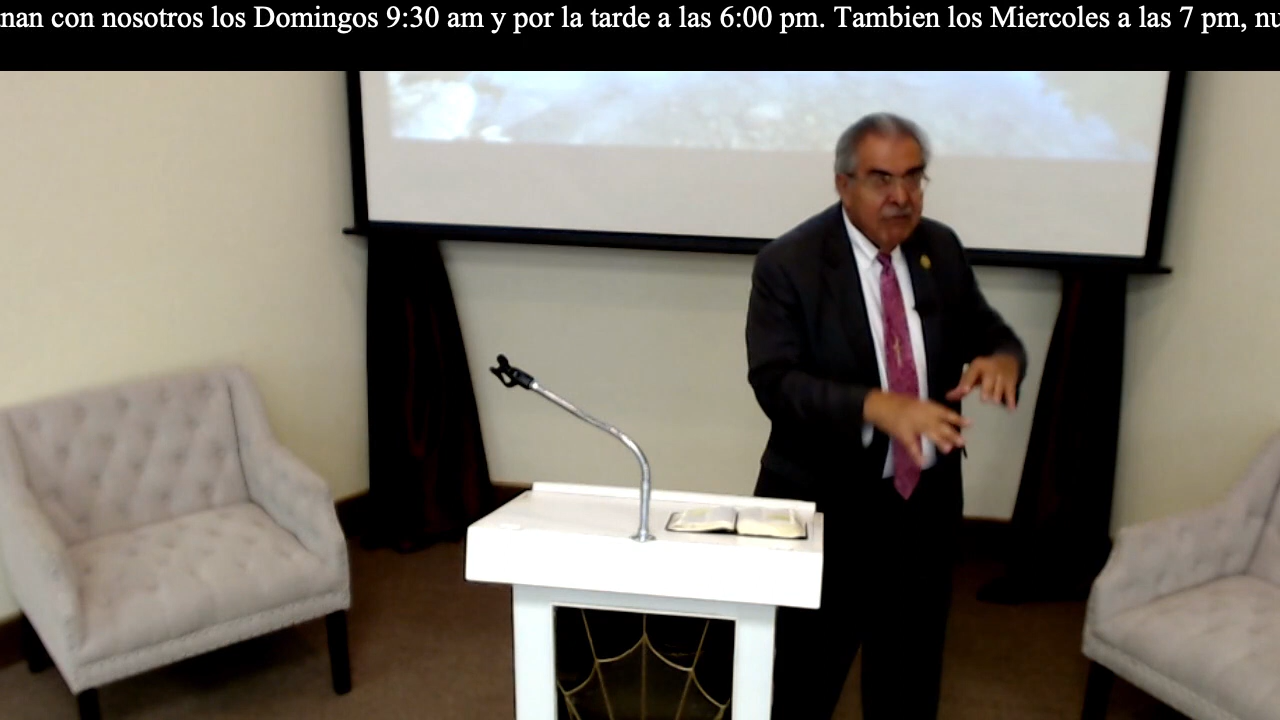 con nosotros los Domingos 9:30 am y por la tarde a las 6:00 pm. Tambien los Miercoles a las 7 pm,